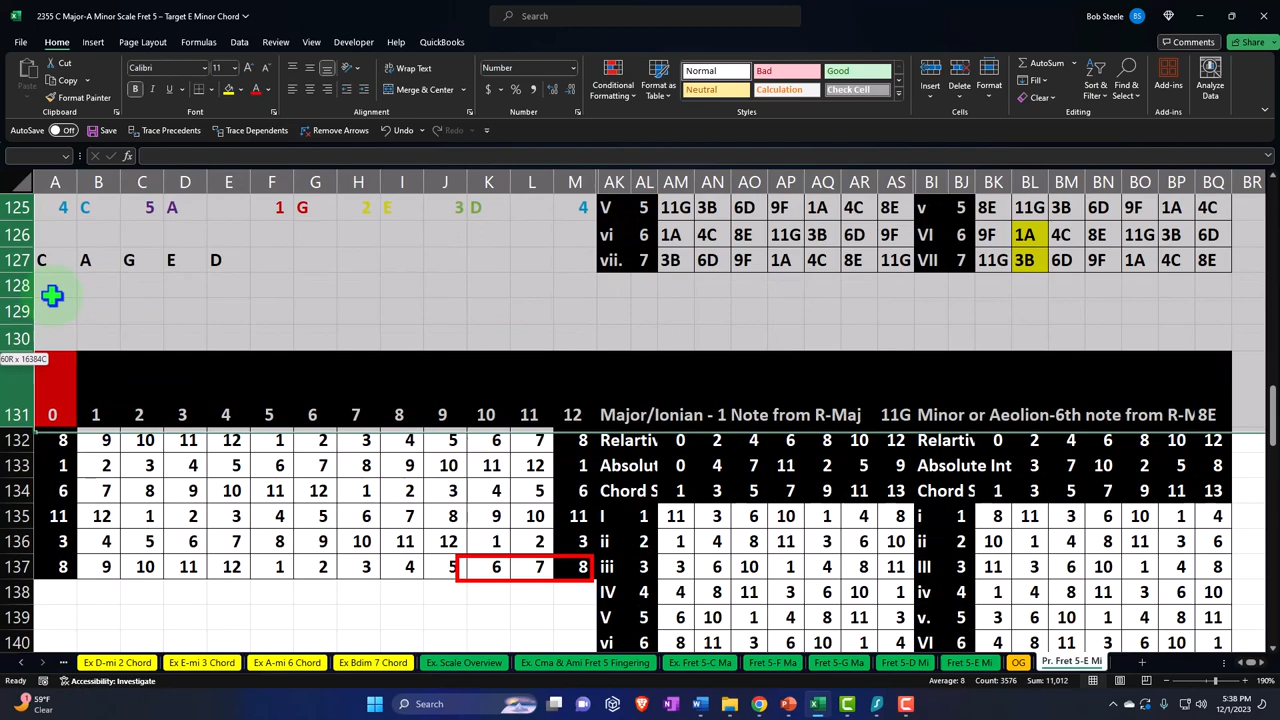 2355 C Major-A Minor Scale Fret 5 – Target E Minor Chord
Search
Bob Steele BS
File Home Insert Page Layout Formulas Data Review View Developer Automate Help QuickBooks
Comments Share
Cut
Copy
Paste
Format Painter
Clipboard
Calibri 11
Font
Wrap Text
Merge & Center
Alignment
Number
Number
Conditional Formatting
Format as Table
Normal Bad Good
Neutral Calculation Check Cell
Styles
Insert Delete Format
Cells
AutoSum
Fill
Clear
Sort & Filter
Find & Select
Editing
Add-ins
Add-ins
Analyze Data
AutoSave Off Save Trace Precedents Trace Dependents Remove Arrows Undo Redo
fx
A B C D E F G H I J K L M AK AL AM AN AO AP AQ AR AS BI BJ BK BL BM BN BO BP BQ BR
125 4 C 5 A 1 G 2 E 3 D 4 V 5 11G 3B 6D 9F 1A 4C 8E v 5 8E 11G 3B 6D 9F 1A 4C
126 vi 6 1A 4C 8E 11G 3B 6D 9F VI 6 9F 1A 4C 8E 11G 3B 6D
127 C A G E D vii. 7 3B 6D 9F 1A 4C 8E 11G VII 7 11G 3B 6D 9F 1A 4C 8E
128
129
130
60R x 16384C
131 0 1 2 3 4 5 6 7 8 9 10 11 12 Major/Ionian - 1 Note from R-Maj 11G Minor or Aeolion-6th note from R-M 8E
132 8 9 10 11 12 1 2 3 4 5 6 7 8 Relartiv 0 2 4 6 8 10 12 Relartiv 0 2 4 6 8 10 12
133 1 2 3 4 5 6 7 8 9 10 11 12 1 Absolut 0 4 7 11 2 5 9 Absolute Int 3 7 10 2 5 8
134 6 7 8 9 10 11 12 1 2 3 4 5 6 Chord S 1 3 5 7 9 11 13 Chord S 1 3 5 7 9 11 13
135 11 12 1 2 3 4 5 6 7 8 9 10 11 I 1 11 3 6 10 1 4 8 i 1 8 11 3 6 10 1 4
136 3 4 5 6 7 8 9 10 11 12 1 2 3 ii 2 1 4 8 11 3 6 10 ii 2 10 1 4 8 11 3 6
137 8 9 10 11 12 1 2 3 4 5 6 7 8 iii 3 3 6 10 1 4 8 11 III 3 11 3 6 10 1 4 8
138 IV 4 4 8 11 3 6 10 1 iv 4 1 4 8 11 3 6 10
139 V 5 6 10 1 4 8 11 3 v. 5 3 6 10 1 4 8 11
140 vi 6 8 11 3 6 10 1 4 VI 6 4 8 11 3 6 10 1
Ex D-mi 2 Chord Ex E-mi 3 Chord Ex A-mi 6 Chord Ex Bdim 7 Chord Ex. Scale Overview Ex. Cma & Ami Fret 5 Fingering Ex. Fret 5-C Ma Fret 5-F Ma Fret 5-G Ma Fret 5-D Mi Fret 5-E Mi OG Pr. Fret 5-E Mi
Ready Accessibility: Investigate Average: 8 Count: 3576 Sum: 11,012 190%
59°F
Clear
Search
5:38 PM
12/1/2023